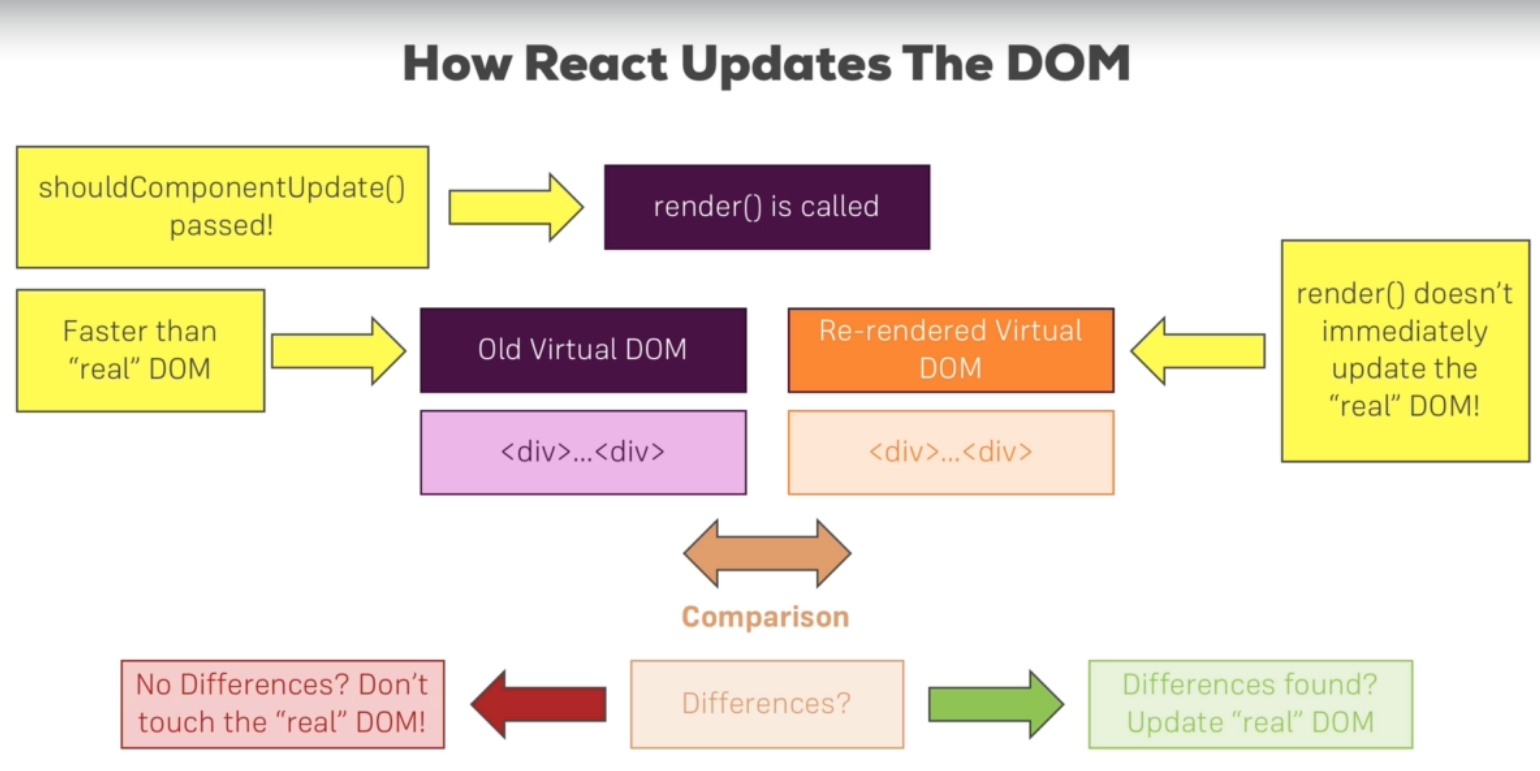 How React Updates The DOM
shouldComponentUpdate()
passed!
render() is called
Faster than
“real” DOM
Old Virtual DOM
Re-rendered Virtual
DOM
render() doesn’t
immediately
update the
“real” DOM!
<div>...<div>
<div>...<div>
Comparison
No Differences? Don’t
touch the “real” DOM!
Differences?
Differences found?
Update “real” DOM